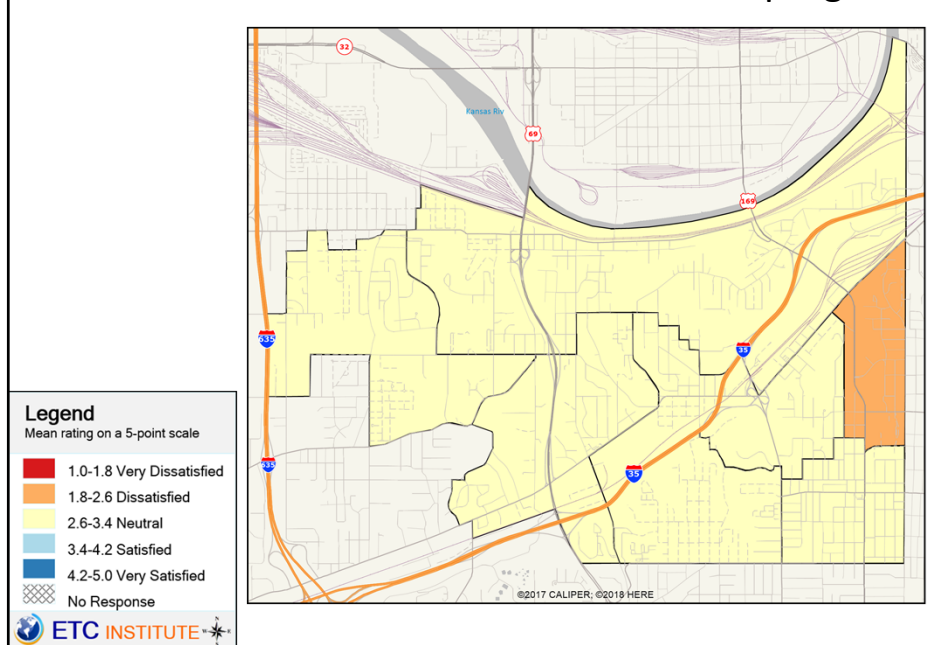 32
Kansas Riv
69
169
635
35
Legend
Mean rating on a 5-point scale
1.0-1.8 Very Dissatisfied
1.8-2.6 Dissatisfied
2.6-3.4 Neutral
635
35
3.4-4.2 Satisfied
4.2-5.0 Very Satisfied
No Response
©2017 CALIPER; ©2018 HERE
ETC INSTITUTE